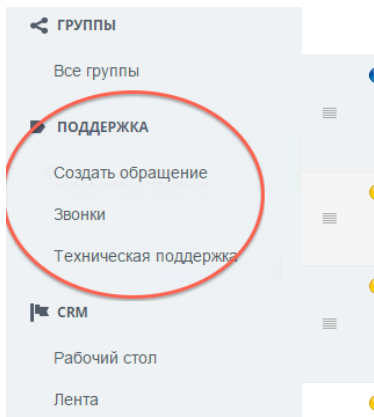 ГРУППЫ
Все группы
ПОДДЕРЖКА
Создать обращение
Звонки
Техническая поддержка
CRM
Рабочий стол
Лента